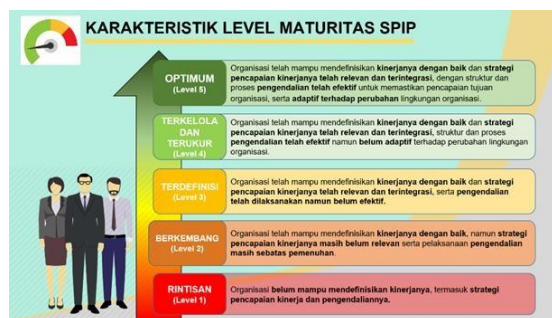 KARAKTERISTIK LEVEL MATURITAS SPIP
OPTIMUM
(Level 5)
Organisasi telah mampu mendefinisikan kinerjanya dengan baik dan strategi
pencapaian kinerjanya telah relevan dan terintegrasi, dengan struktur dan
proses pengendalian telah efektif untuk memastikan pencapaian tujuan
organisasi, serta adaptif terhadap perubahan lingkungan organisasi.
TERKELOLA
DAN
TERUKUR
(Level 4)
Organisasi telah mampu mendefinisikan kinerjanya dengan baik dan strategi
pencapaian kinerjanya telah relevan dan terintegrasi, struktur dan proses
pengendalian telah efektif namun belum adaptif terhadap perubahan lingkungan
organisasi.
TERDEFINISI
(Level 3)
Organisasi telah mampu mendefinisikan kinerjanya dengan baik dan strategi
pencapaian kinerjanya telah relevan dan terintegrasi, serta pengendalian
telah dilaksanakan namun belum efektif.
BERKEMBANG
(Level 2)
Organisasi telah mampu mendefinisikan kinerjanya dengan baik, namun strategi
pencapaian kinerjanya masih belum relevan serta pelaksanaan pengendalian
masih sebatas pemenuhan.
RINTISAN
(Level 1)
Organisasi belum mampu mendefinisikan kinerjanya, termasuk strategi
pencapaian kinerja dan pengendaliannya.